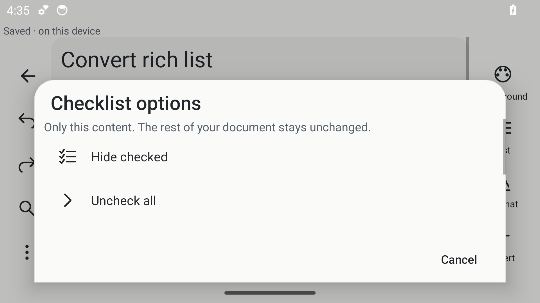 4:35
Saved · on this device
Convert rich list
Checklist options
Only this content. The rest of your document stays unchanged.
Hide checked
Uncheck all
Cancel